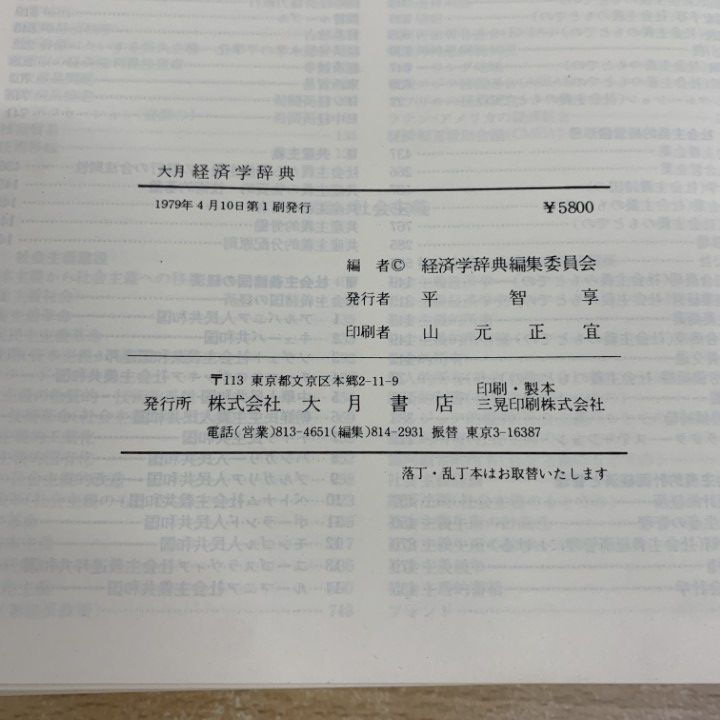 大月 経済学辞典
1979年4月10日第1刷発行 ¥5800
編者© 経済学辞典編集委員会
発行者 平智享
印刷者 山元正宜
〒113 東京都文京区本郷2-11-9
発行所 株式会社 大月書店
印刷・製本
三晃印刷株式会社
電話(営業)813-4651(編集)814-2931 振替 東京3-16387
落丁・乱丁本はお取替いたします